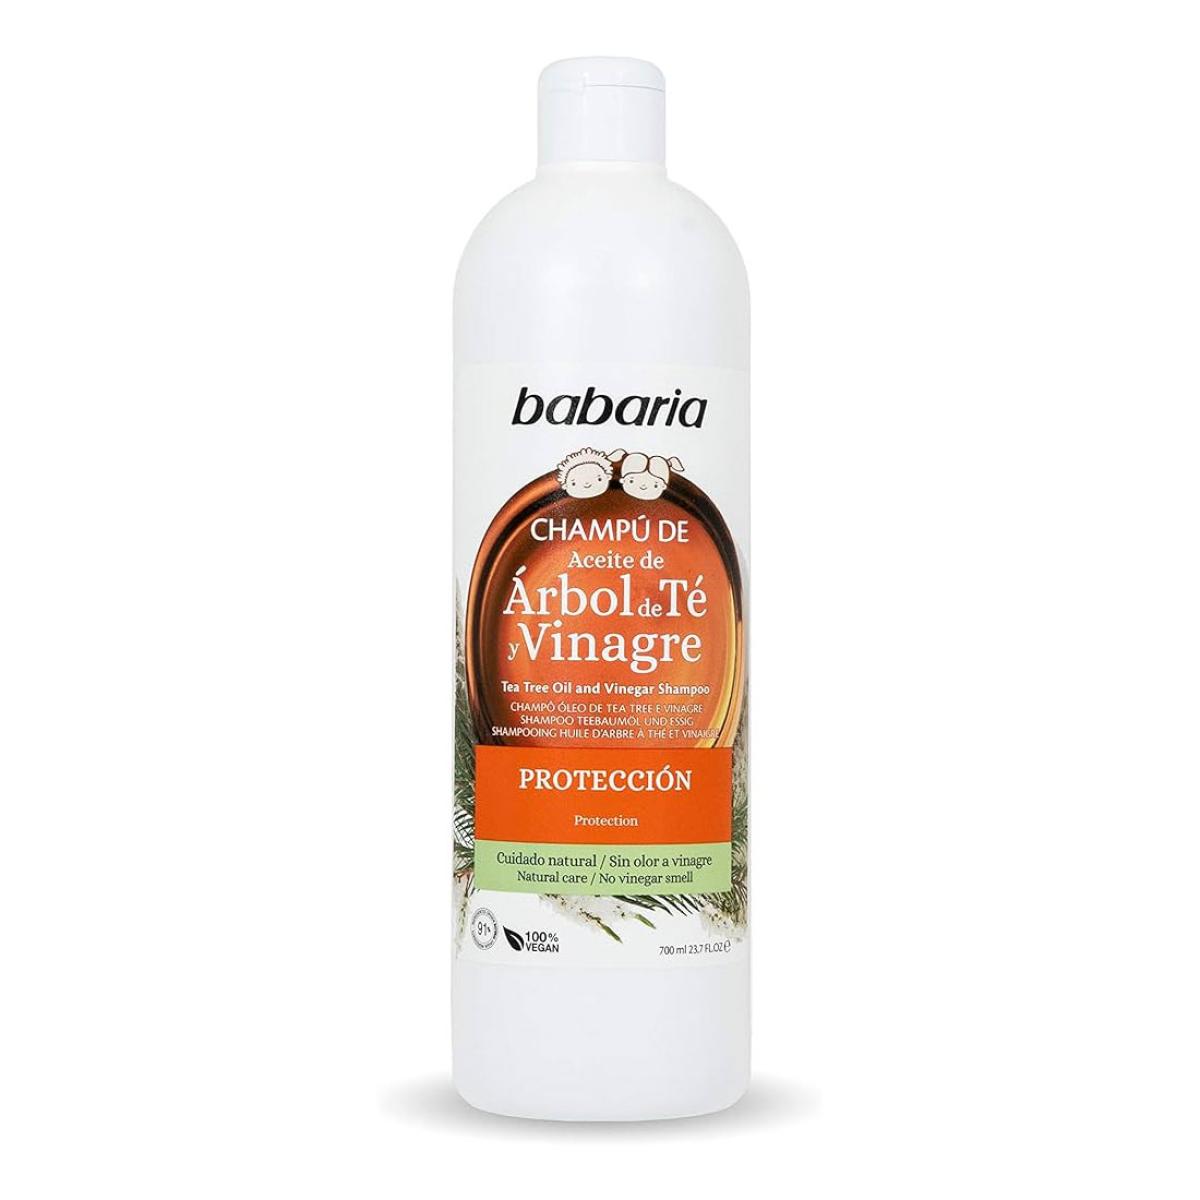 babaria
CHAMPÚ DE
Aceite de
Árbol de Té
y Vinagre
Tea Tree Oil and Vinegar Shampoo
CHAMPÔ ÓLEO DE TEA TREE E VINAGRE
SHAMPOO TEEBAUMÖL UND ESSIG
SHAMPOOING HUILE D'ARBRE À THÉ ET VINAIGRE
PROTECCIÓN
Protection
Cuidado natural / Sin olor a vinagre
Natural care / No vinegar smell
91%
100%
VEGAN
700 ml 23,7 FL.OZ ℮